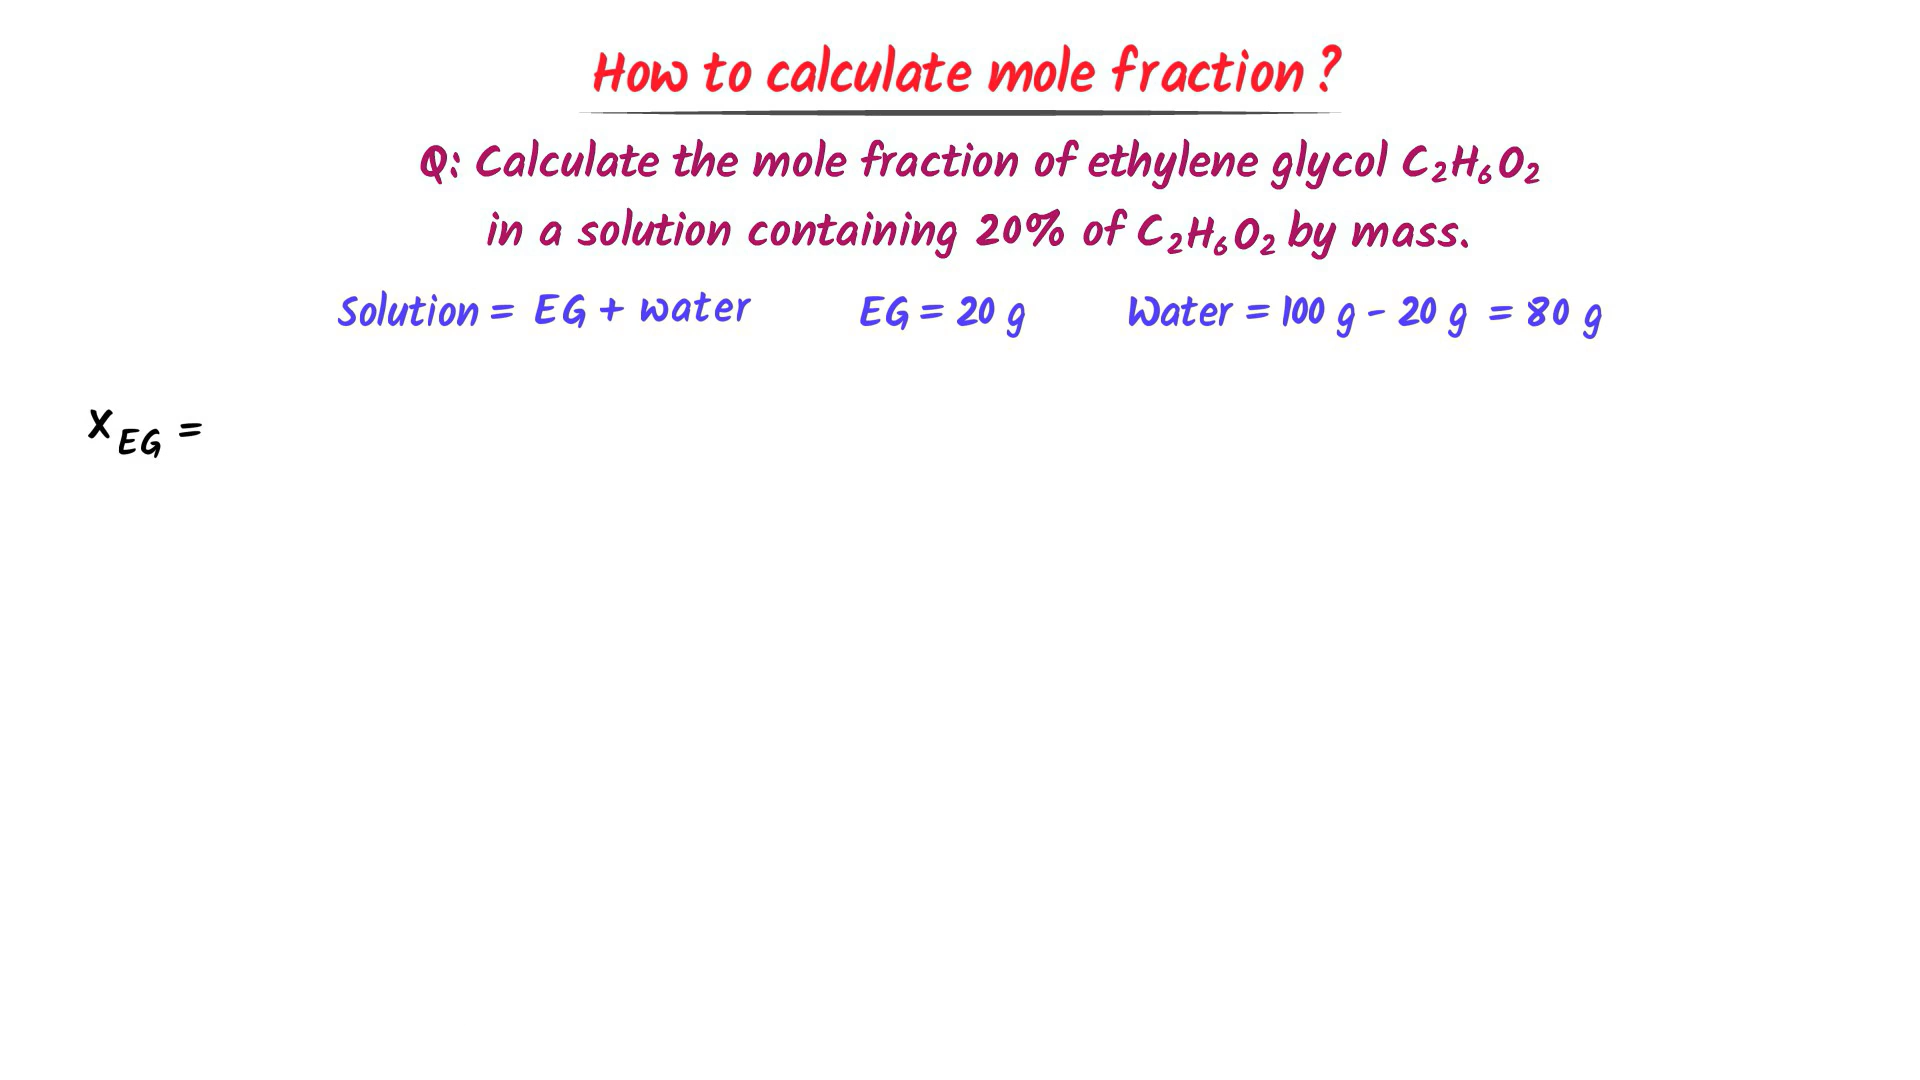 How to calculate mole fraction ?
Q: Calculate the mole fraction of ethylene glycol C₂H₆O₂
in a solution containing 20% of C₂H₆O₂ by mass.
Solution = EG + water EG = 20 g Water = 100 g - 20 g = 80 g
X EG =